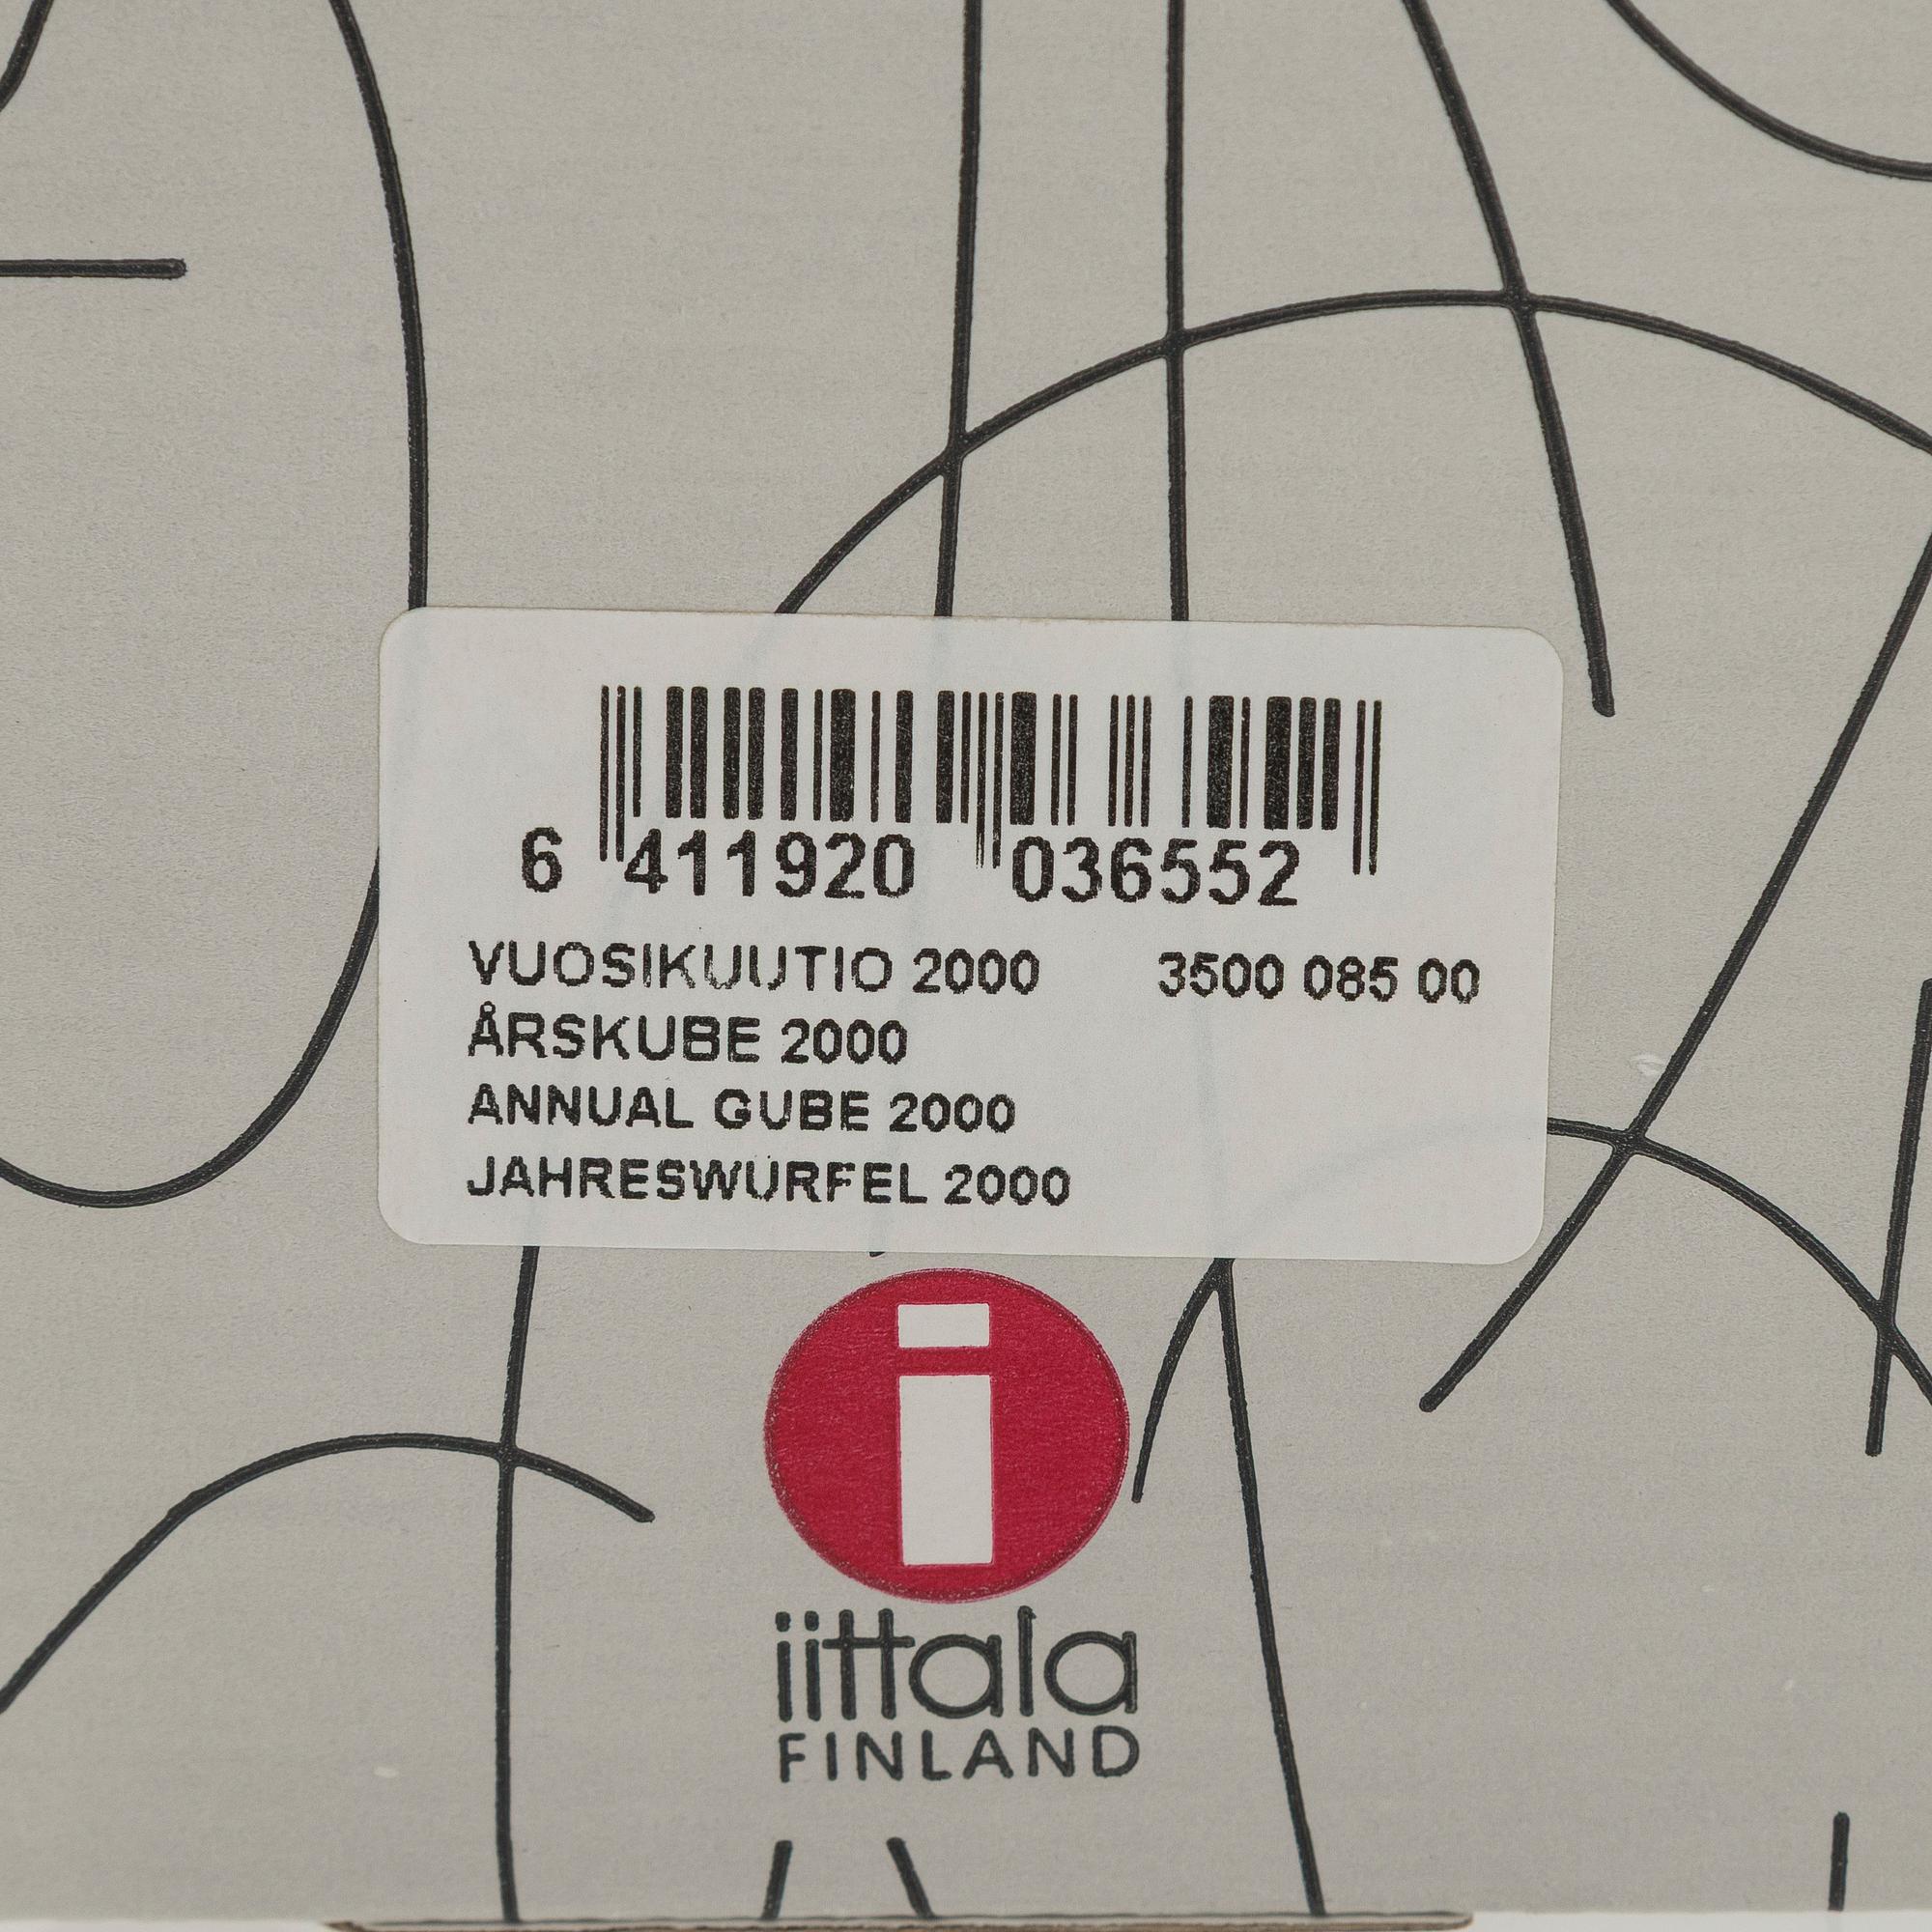 6 411920 036552
VUOSIKUUTIO 2000 3500 085 00
ÅRSKUBE 2000
ANNUAL GUBE 2000
JAHRESWÜRFEL 2000
i
iittala
FINLAND